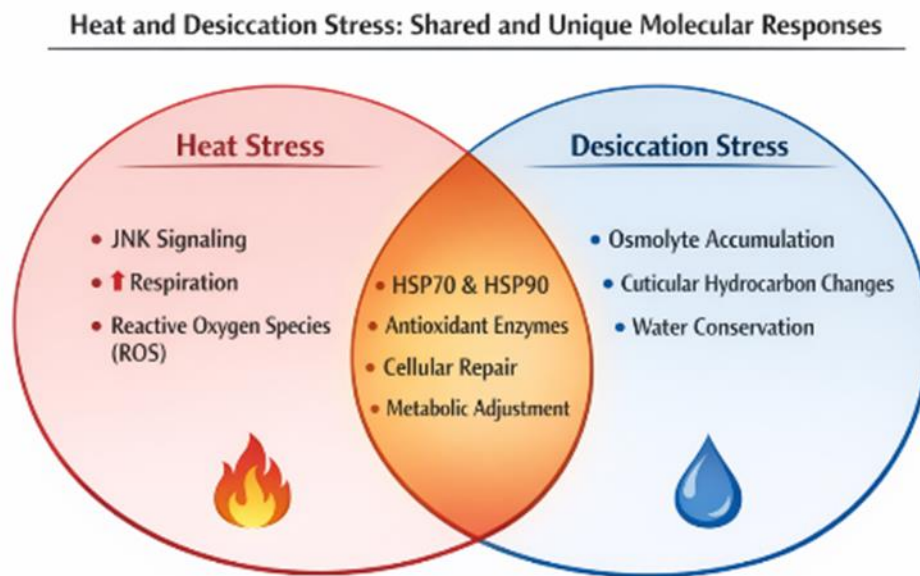 Heat and Desiccation Stress: Shared and Unique Molecular Responses
Heat Stress
• JNK Signaling
• ⬆ Respiration
• Reactive Oxygen Species
(ROS)
• HSP70 & HSP90
• Antioxidant Enzymes
• Cellular Repair
• Metabolic Adjustment
Desiccation Stress
• Osmolyte Accumulation
• Cuticular Hydrocarbon Changes
• Water Conservation